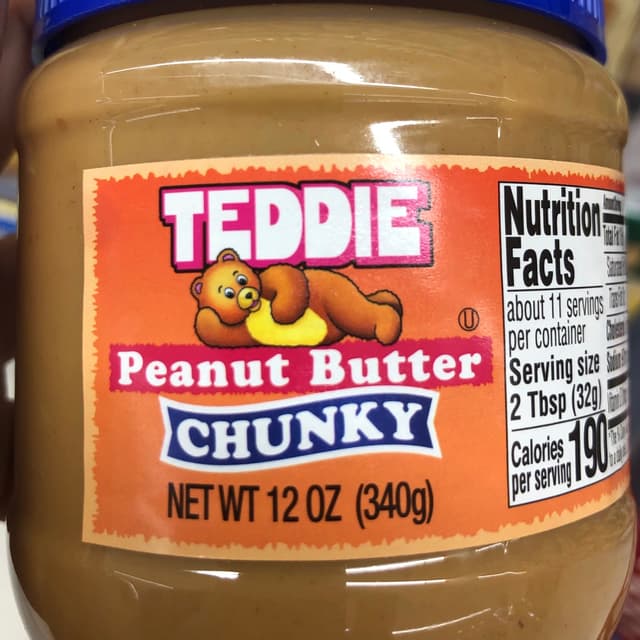 TEDDIE
Ⓤ
Peanut Butter
CHUNKY
NET WT 12 OZ (340g)
Nutrition
Facts
about 11 servings
per container
Serving size
2 Tbsp (32g)
Calories
per serving
190
Total